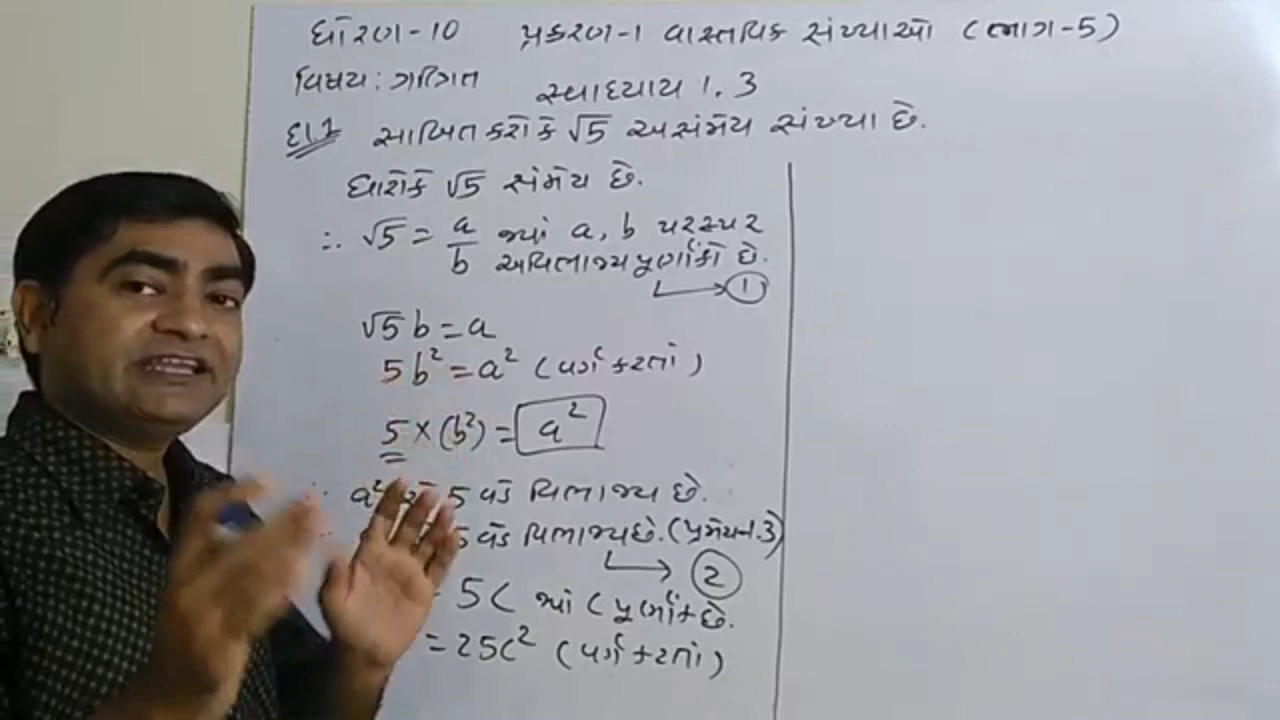 ધોરણ-10 પ્રકરણ-1 વાસ્તવિક સંખ્યાઓ (ભાગ-5)
વિષય: ગણિત સ્વાધ્યાય 1.3
દા1 સાબિત કરોકે √5 અસંમેય સંખ્યા છે.
ધારોકે √5 સંમેય છે.
∴ √5 = a/b જ્યાં a, b પરસ્પર
અવિભાજ્ય પૂર્ણાંકો છે.
→ 1
√5 b = a
5b² = a² (વર્ગ કરતાં)
5 × (b²) = a²
∴ a² 5 વડે વિભાજ્ય છે.
5 વડે વિભાજ્ય છે. (પ્રમેય-1.3)
→ 2
5c જ્યાં c પૂર્ણાંક છે.
= 25c² (વર્ગ કરતાં)